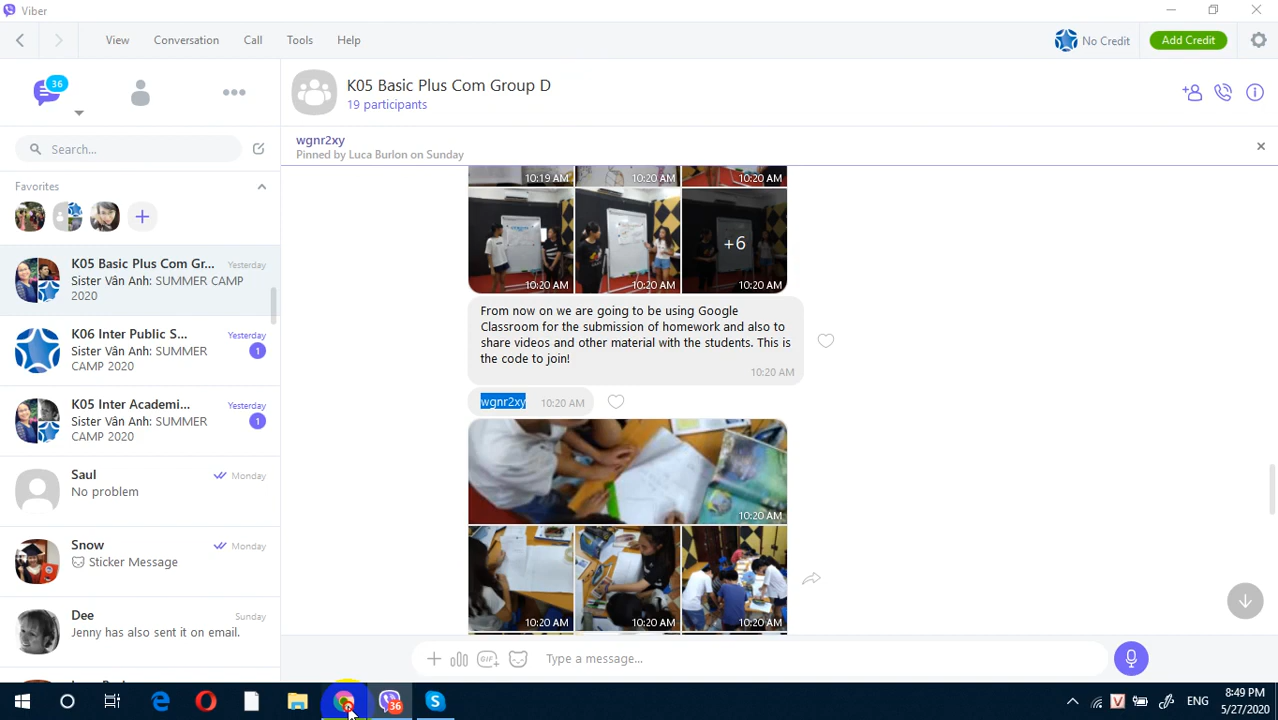 Viber
View Conversation Call Tools Help
No Credit Add Credit
36
K05 Basic Plus Com Group D
19 participants
Search...
wgnr2xy
Pinned by Luca Burlon on Sunday
Favorites
10:19 AM 10:20 AM 10:20 AM
+6
10:20 AM 10:20 AM 10:20 AM
K05 Basic Plus Com Gr... Yesterday
Sister Vân Anh: SUMMER CAMP
2020
K06 Inter Public S... Yesterday
Sister Vân Anh: SUMMER 1
CAMP 2020
K05 Inter Academi... Yesterday
Sister Vân Anh: SUMMER 1
CAMP 2020
Saul Monday
No problem
Snow Monday
Sticker Message
Dee Sunday
Jenny has also sent it on email.
From now on we are going to be using Google
Classroom for the submission of homework and also to
share videos and other material with the students. This is
the code to join!
10:20 AM
wgnr2xy 10:20 AM
10:20 AM
10:20 AM 10:20 AM 10:20 AM
GIF Type a message...
36 ENG
8:49 PM
5/27/2020